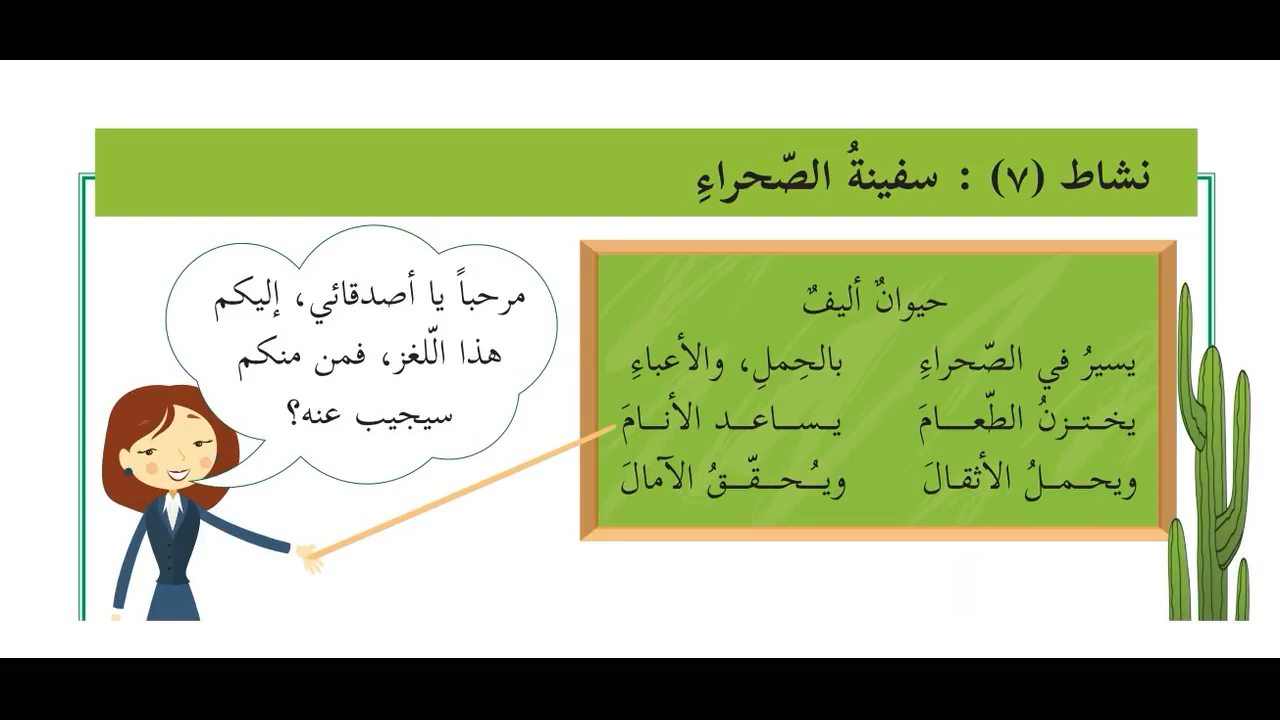 نشاط (٧) : سفينةُ الصّحراءِ
حيوانٌ أليفٌ
يسيرُ في الصّحراءِ بالحِملِ، والأعباءِ
يختزنُ الطّعامَ يساعد الأنامَ
ويحملُ الأثقالَ ويُحقّقُ الآمالَ
مرحباً يا أصدقائي، إليكم
هذا اللّغز، فمن منكم
سيجيب عنه؟